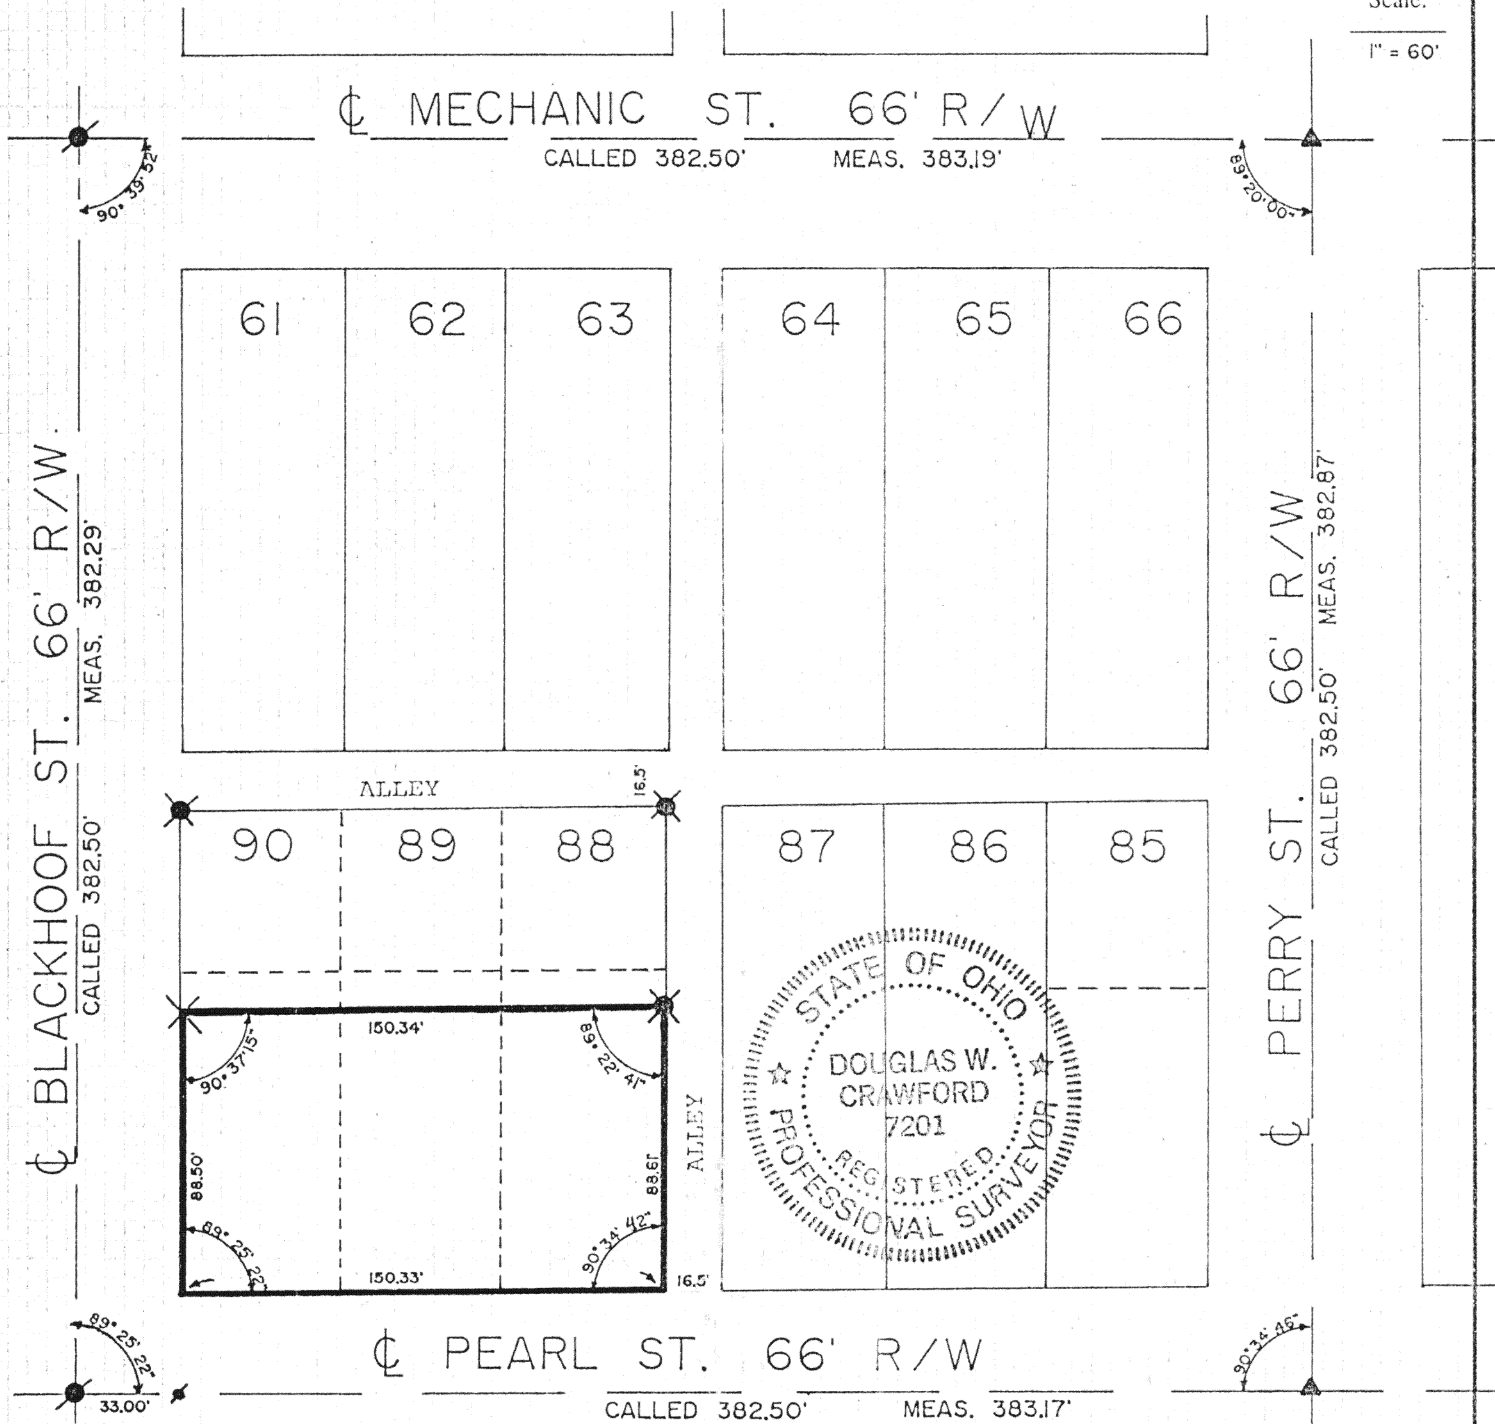 Scale:
1" = 60'
℄ MECHANIC ST. 66' R/W
CALLED 382.50' MEAS. 383.19'
90° 39' 52"
89° 20' 00"
61 62 63 64 65 66
℄ BLACKHOOF ST. 66' R/W.
CALLED 382.50' MEAS. 382.29'
℄ PERRY ST. 66' R/W
CALLED 382.50' MEAS. 382.87'
ALLEY
16.5'
90 89 88 87 86 85
150.34'
90° 37' 15"
89° 22' 41"
88.50'
88.61'
ALLEY
89° 25' 22"
90° 34' 42"
150.33'
16.5'
STATE OF OHIO
DOUGLAS W.
CRAWFORD
7201
REGISTERED
PROFESSIONAL SURVEYOR
89° 25' 22"
90° 34' 46"
℄ PEARL ST. 66' R/W
33.00'
CALLED 382.50' MEAS. 383.17'